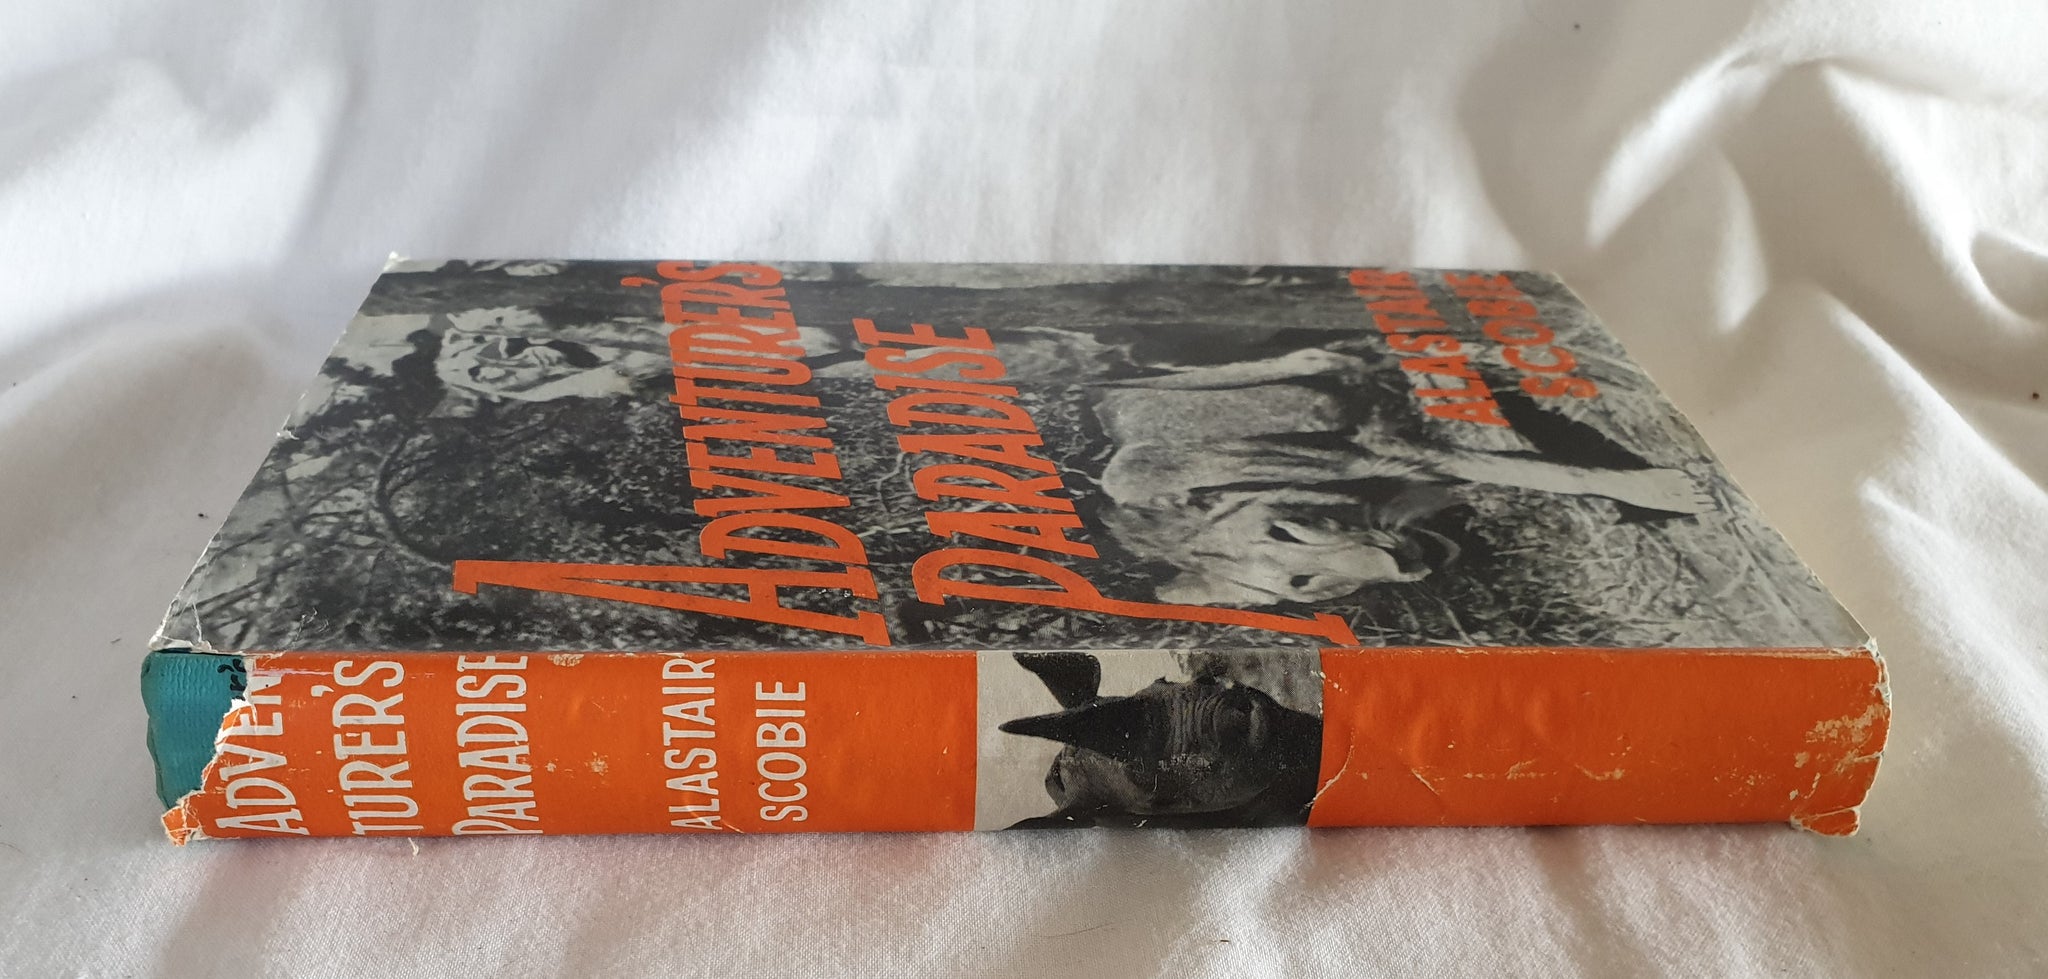 ADVENTURER'S
PARADISE
ALASTAIR
SCOBIE
ADVEN
TURER'S
PARADISE
ALASTAIR
SCOBIE